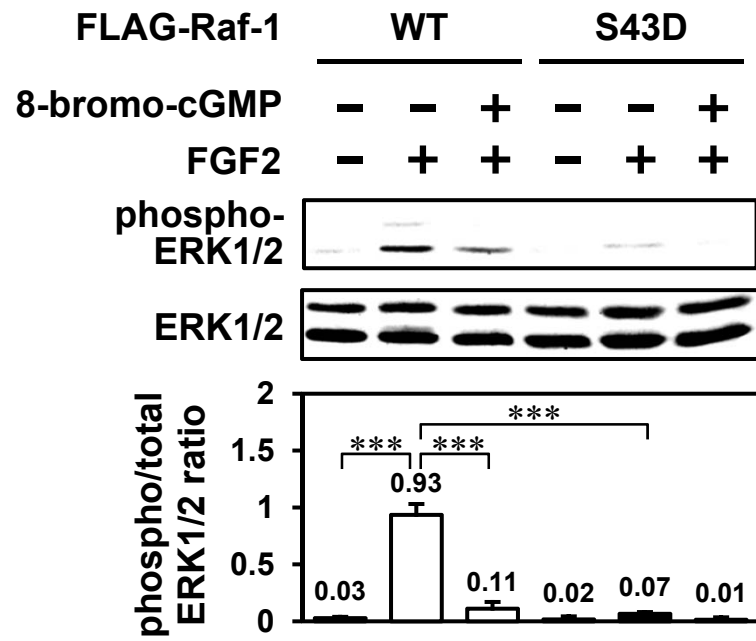 FLAG-Raf-1 WT S43D
8-bromo-cGMP − − + − − +
FGF2 − + + − + +
phospho-
ERK1/2
ERK1/2
phospho/total
ERK1/2 ratio
2
1.5
1
0.5
0
***
*** ***
0.93
0.03 0.11 0.02 0.07 0.01